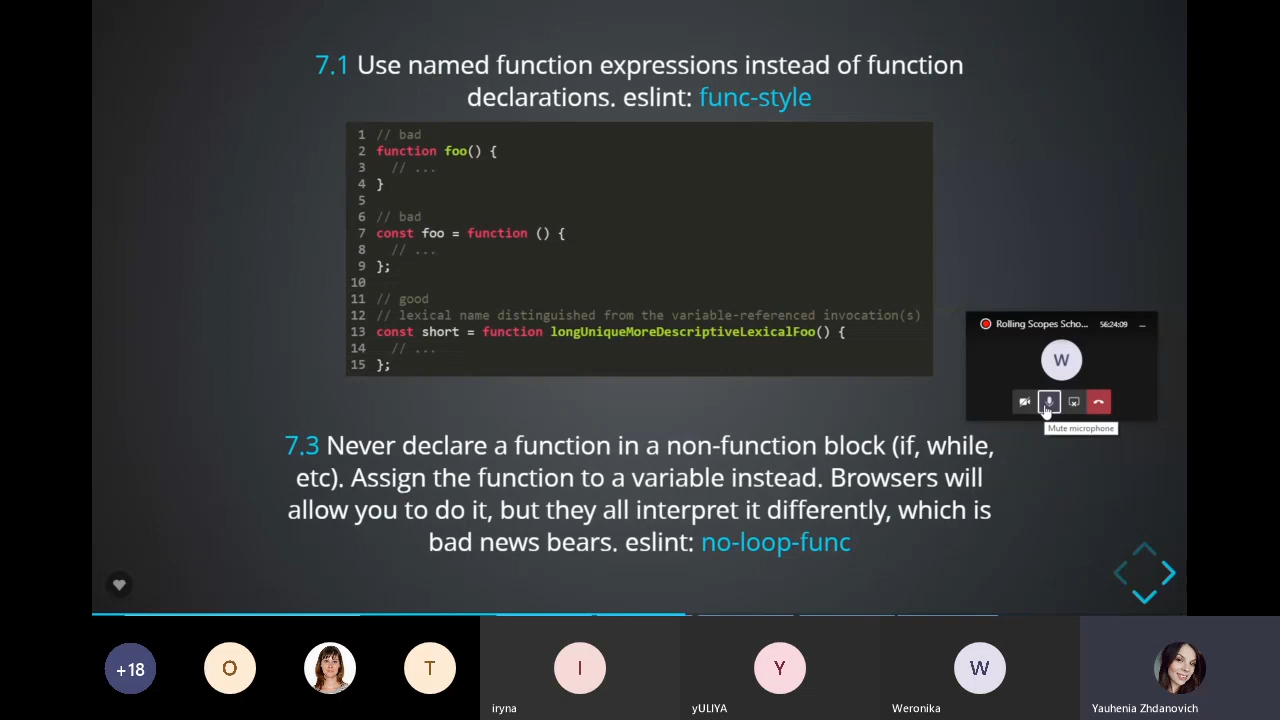 7.1 Use named function expressions instead of function
declarations. eslint: func-style
1 // bad
2 function foo() {
3 // ...
4 }
5
6 // bad
7 const foo = function () {
8 // ...
9 };
10
11 // good
12 // lexical name distinguished from the variable-referenced invocation(s)
13 const short = function longUniqueMoreDescriptiveLexicalFoo() {
14 // ...
15 };
Rolling Scopes Scho... 56:24:09
W
Mute microphone
7.3 Never declare a function in a non-function block (if, while,
etc). Assign the function to a variable instead. Browsers will
allow you to do it, but they all interpret it differently, which is
bad news bears. eslint: no-loop-func
+18 O T I Y W
iryna yULIYA Weronika Yauhenia Zhdanovich